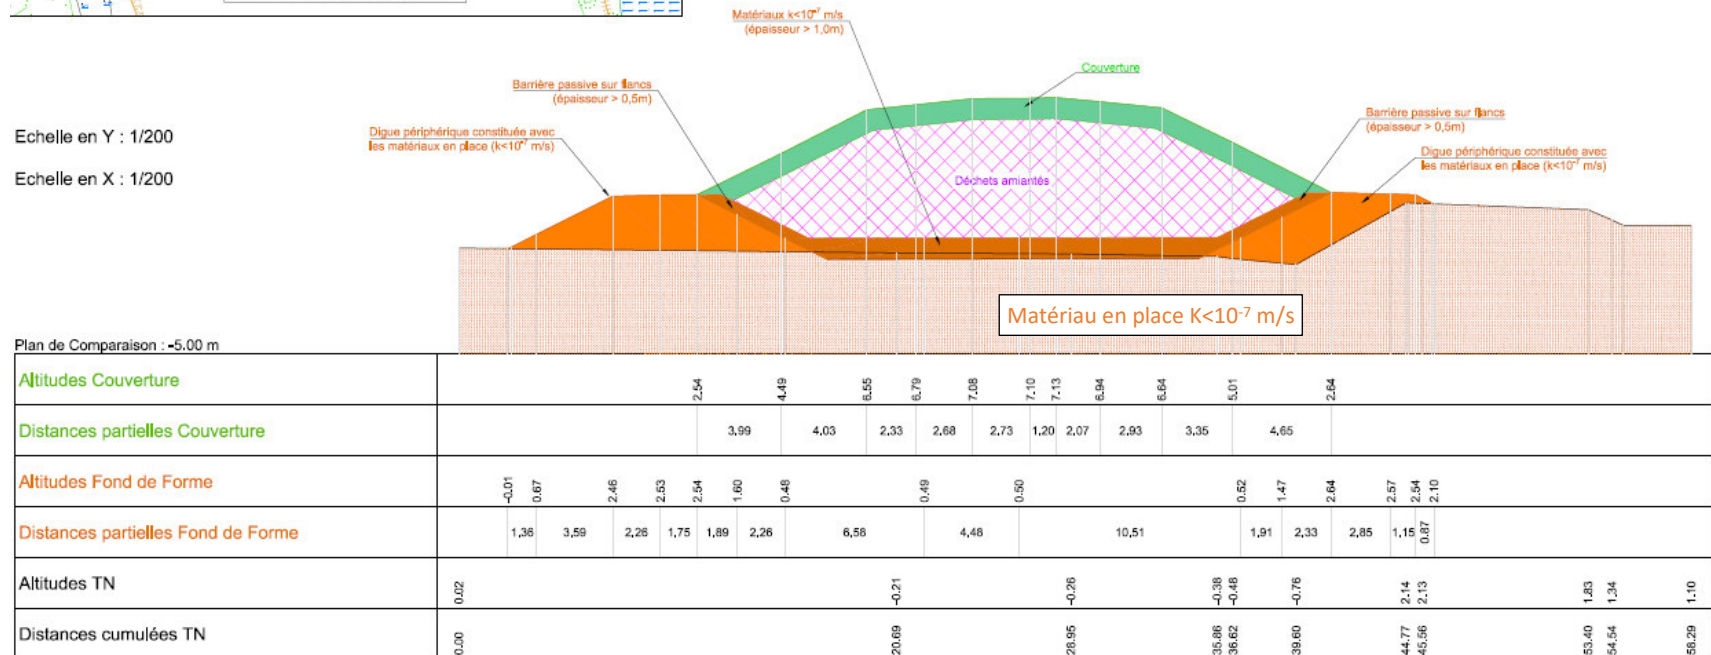 Matériaux k<10⁻⁷ m/s
(épaisseur > 1,0m)
Couverture
Barrière passive sur flancs
(épaisseur > 0,5m)
Barrière passive sur flancs
(épaisseur > 0,5m)
Echelle en Y : 1/200
Digue périphérique constituée avec
les matériaux en place (k<10⁻⁷ m/s)
Digue périphérique constituée avec
les matériaux en place (k<10⁻⁷ m/s)
Echelle en X : 1/200
Déchets amiantés
Matériau en place K<10⁻⁷ m/s
Plan de Comparaison : -5.00 m
Altitudes Couverture 2.54 4.49 6.55 6.79 7.08 7.10 7.13 6.94 6.64 5.01 2.64
Distances partielles Couverture 3,99 4,03 2,33 2,68 2,73 1,20 2,07 2,93 3,35 4,65
Altitudes Fond de Forme -0.01 0.67 2.46 2.53 2.54 1.60 0.48 0.49 0.50 0.52 1.47 2.64 2.57 2.54 2.10
Distances partielles Fond de Forme 1,36 3,59 2,26 1,75 1,89 2,26 6,58 4,48 10,51 1,91 2,33 2,85 1,15 0,87
Altitudes TN 0.02 -0.21 -0.26 -0.38 -0.48 -0.76 2.14 2.13 1.83 1.34 1.10
Distances cumulées TN 0.00 20.69 28.95 35.86 36.62 39.60 44.77 45.56 53.40 54.54 58.29